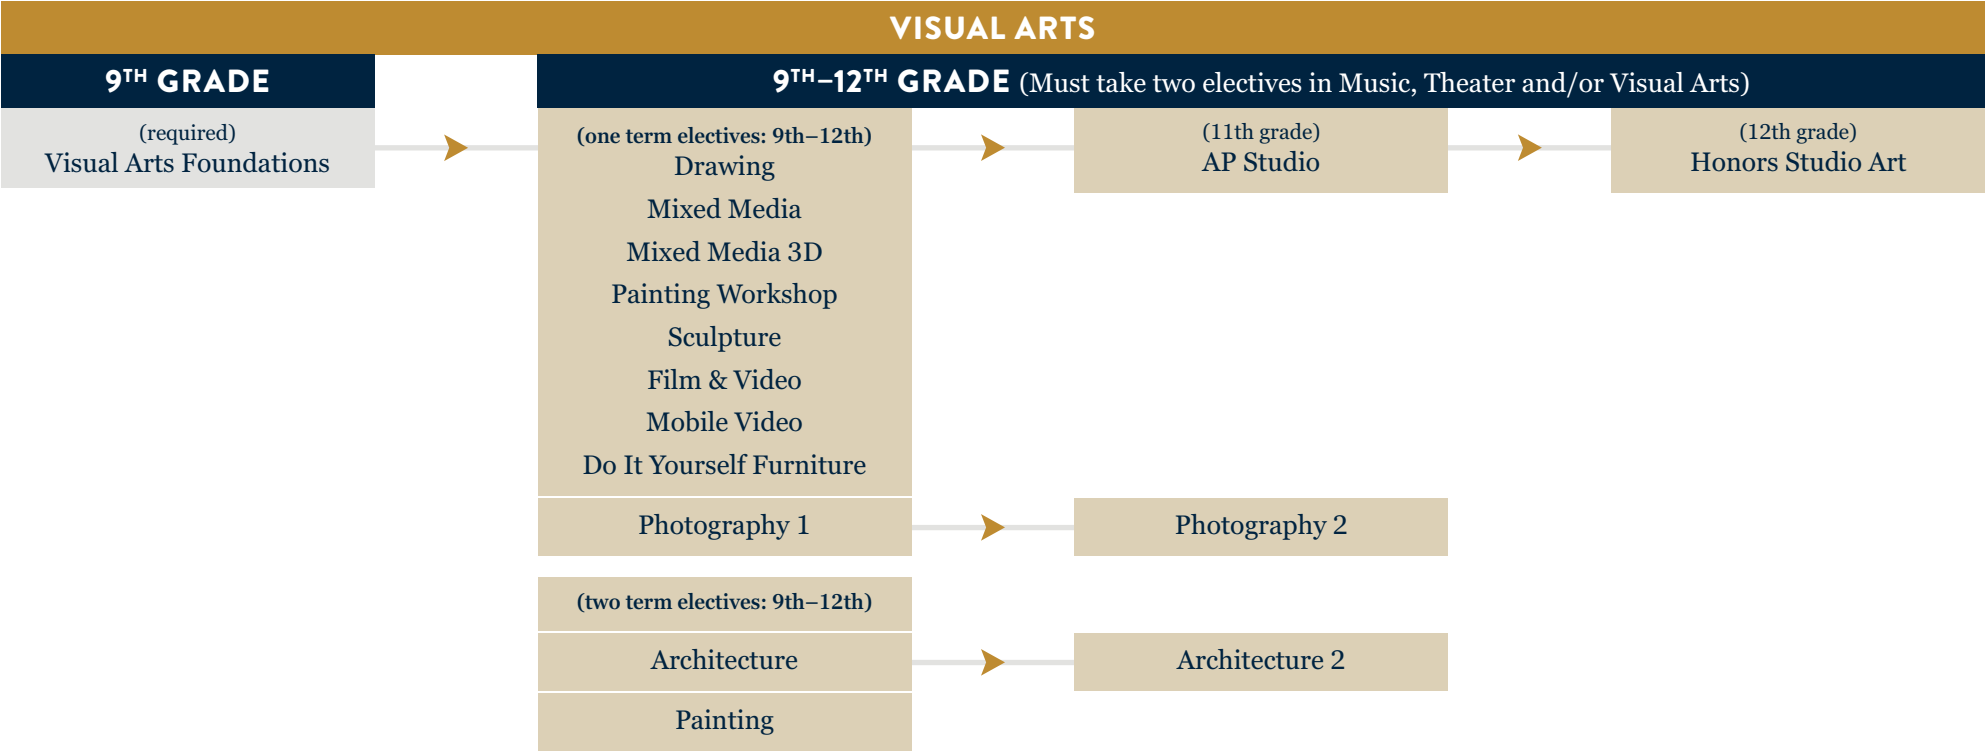 VISUAL ARTS
9TH GRADE
9TH–12TH GRADE (Must take two electives in Music, Theater and/or Visual Arts)
(required)
Visual Arts Foundations
(one term electives: 9th–12th)
Drawing
Mixed Media
Mixed Media 3D
Painting Workshop
Sculpture
Film & Video
Mobile Video
Do It Yourself Furniture
(11th grade)
AP Studio
(12th grade)
Honors Studio Art
Photography 1
Photography 2
(two term electives: 9th–12th)
Architecture
Architecture 2
Painting